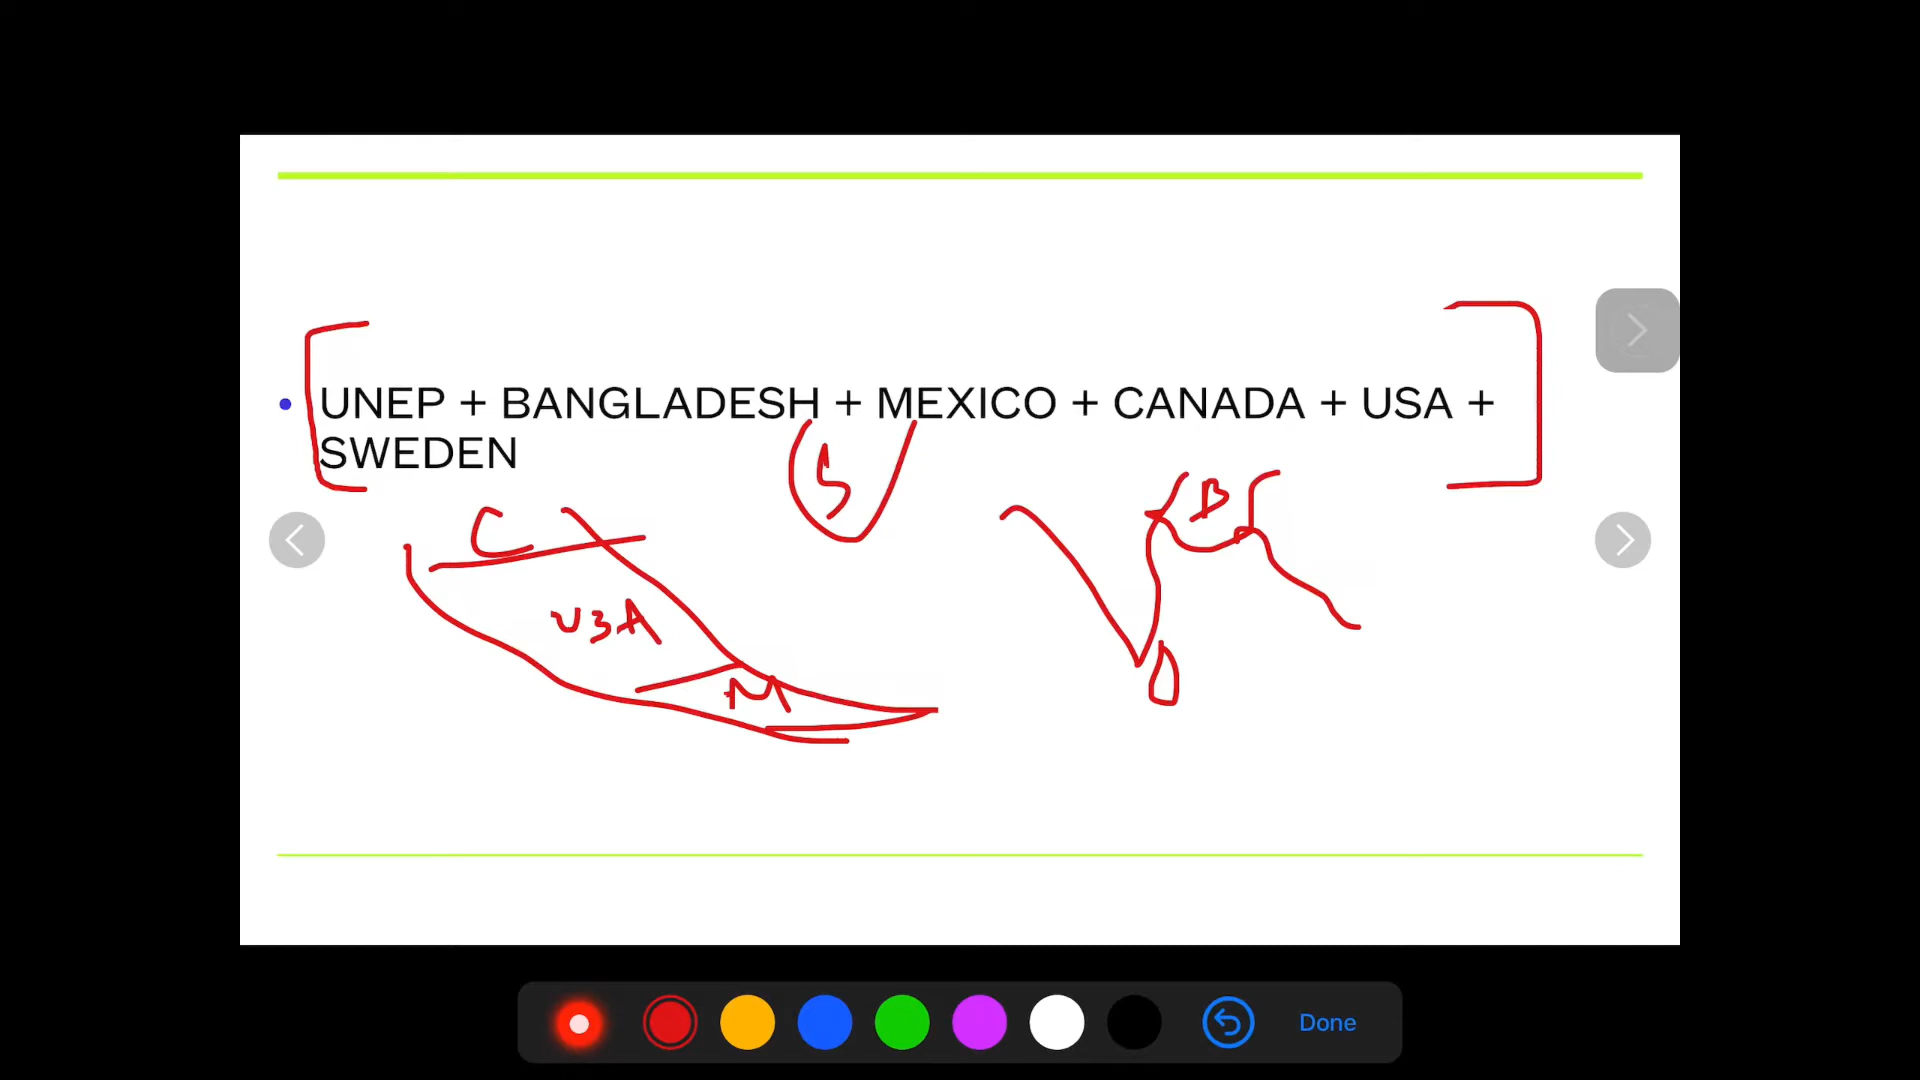 • UNEP + BANGLADESH + MEXICO + CANADA + USA +
SWEDEN
S
B
C
USA
M
Done